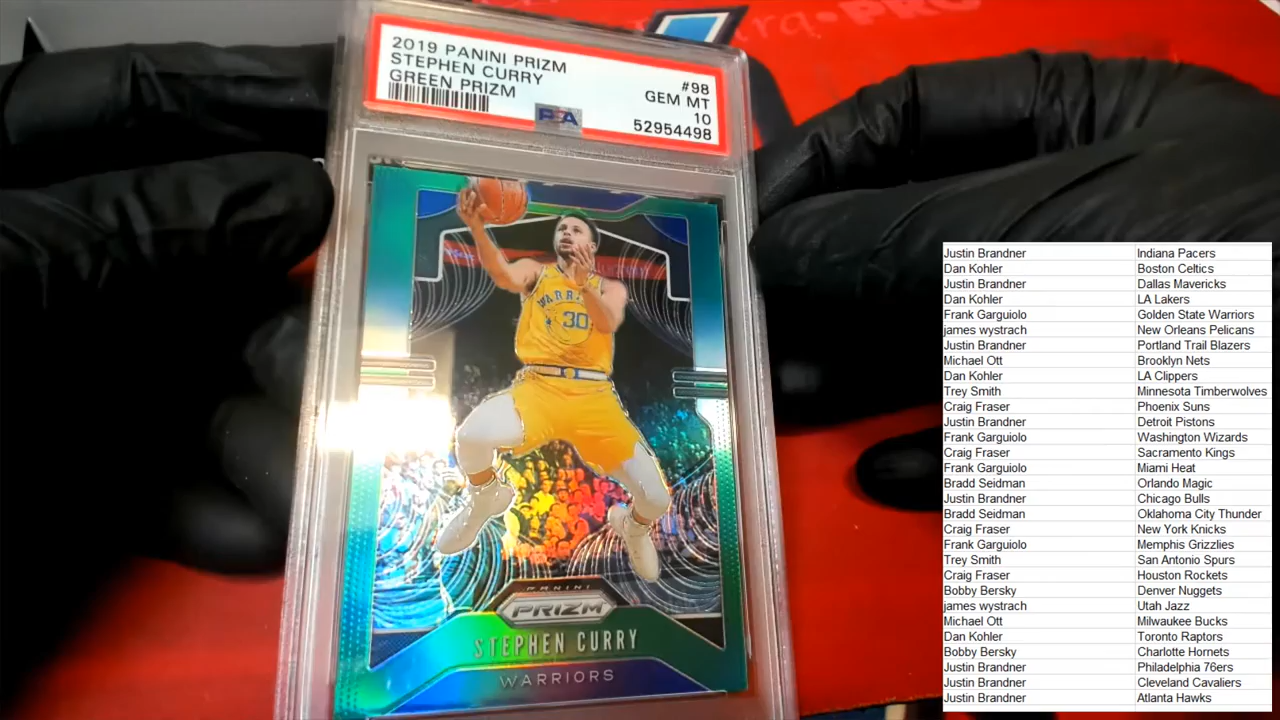 2019 PANINI PRIZM
STEPHEN CURRY
GREEN PRIZM
#98
GEM MT
10
52954498
PSA
WARRI
30
PANINI
PRIZM
STEPHEN CURRY
WARRIORS
PRO
Justin Brandner Indiana Pacers
Dan Kohler Boston Celtics
Justin Brandner Dallas Mavericks
Dan Kohler LA Lakers
Frank Garguiolo Golden State Warriors
james wystrach New Orleans Pelicans
Justin Brandner Portland Trail Blazers
Michael Ott Brooklyn Nets
Dan Kohler LA Clippers
Trey Smith Minnesota Timberwolves
Craig Fraser Phoenix Suns
Justin Brandner Detroit Pistons
Frank Garguiolo Washington Wizards
Craig Fraser Sacramento Kings
Frank Garguiolo Miami Heat
Bradd Seidman Orlando Magic
Justin Brandner Chicago Bulls
Bradd Seidman Oklahoma City Thunder
Craig Fraser New York Knicks
Frank Garguiolo Memphis Grizzlies
Trey Smith San Antonio Spurs
Craig Fraser Houston Rockets
Bobby Bersky Denver Nuggets
james wystrach Utah Jazz
Michael Ott Milwaukee Bucks
Dan Kohler Toronto Raptors
Bobby Bersky Charlotte Hornets
Justin Brandner Philadelphia 76ers
Justin Brandner Cleveland Cavaliers
Justin Brandner Atlanta Hawks